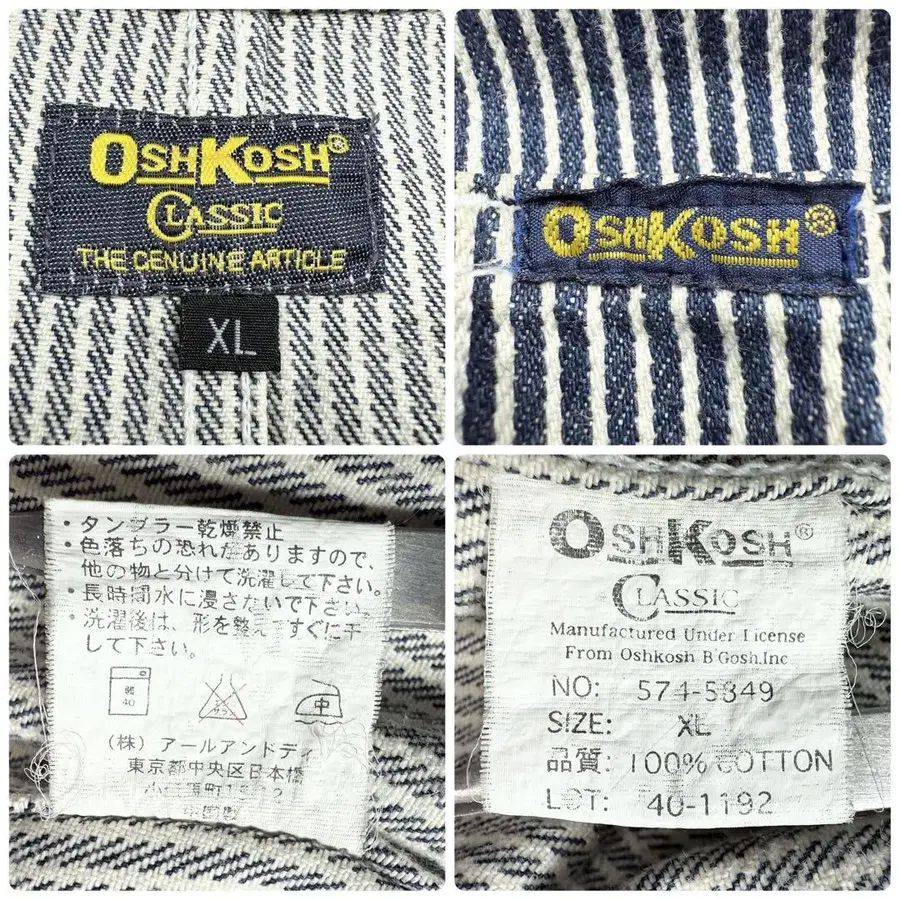 OSHKOSH®
CLASSIC
THE GENUINE ARTICLE
XL
OSHKOSH®
・タンブラー乾燥禁止
・色落ちの恐れがありますので、
他の物と分けて洗濯して下さい。
・長時間水に浸さないで下さい。
・洗濯後は、形を整えすぐに干
して下さい。
弱
40
中
(株) アールアンドディ
東京都中央区日本橋
OSHKOSH®
CLASSIC
Manufactured Under License
From Oshkosh B'Gosh.Inc
NO: 574-5849
SIZE: XL
品質: 100% COTTON
LOT: 40-1192